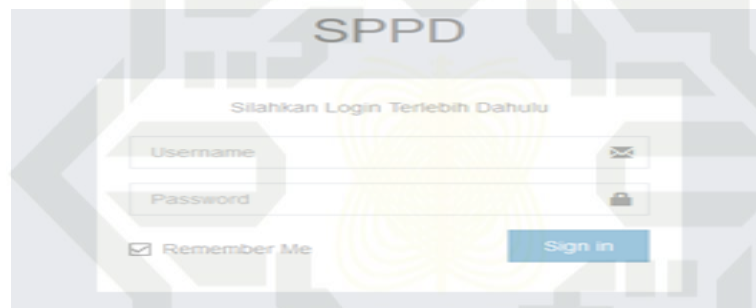 SPPD
Silahkan Login Terlebih Dahulu
Username
Password
Remember Me
Sign in